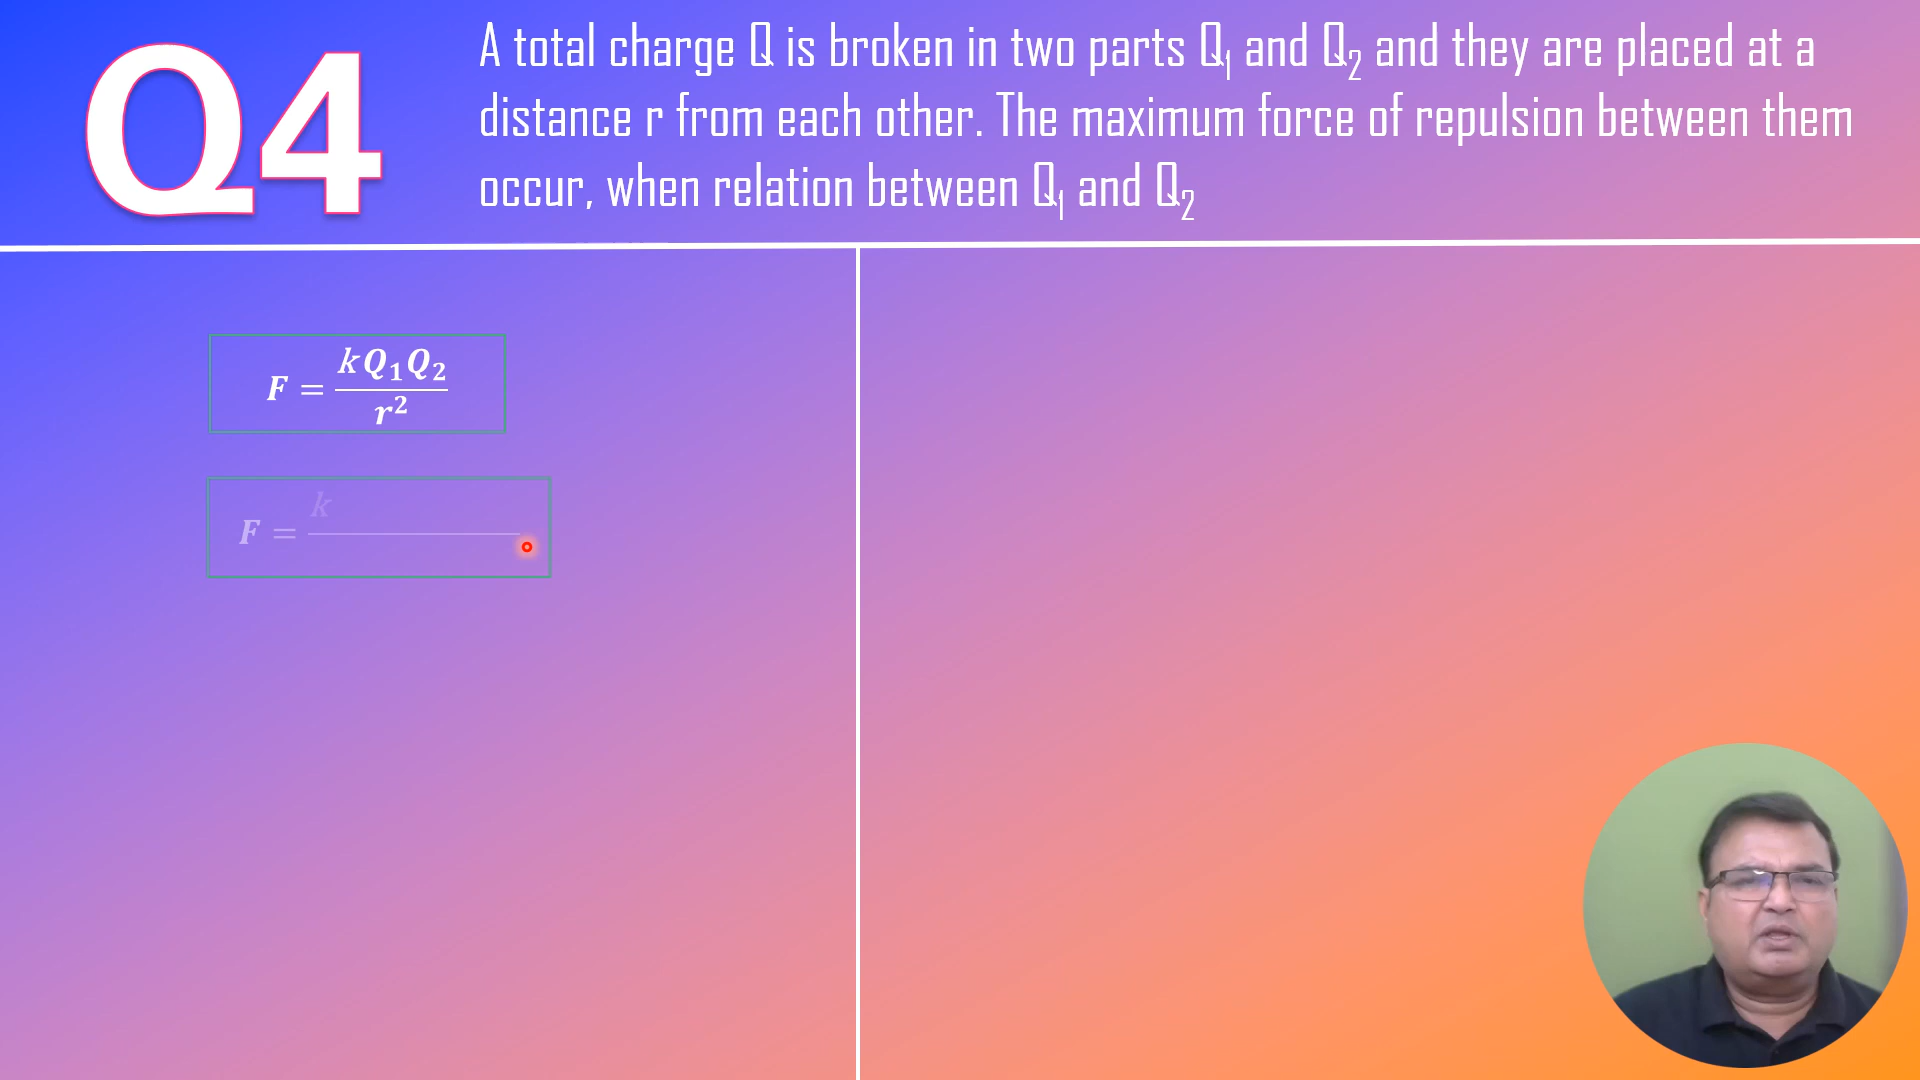 Q4
A total charge Q is broken in two parts Q₁ and Q₂ and they are placed at a
distance r from each other. The maximum force of repulsion between them
occur, when relation between Q₁ and Q₂
F = kQ₁Q₂ / r²
F = k